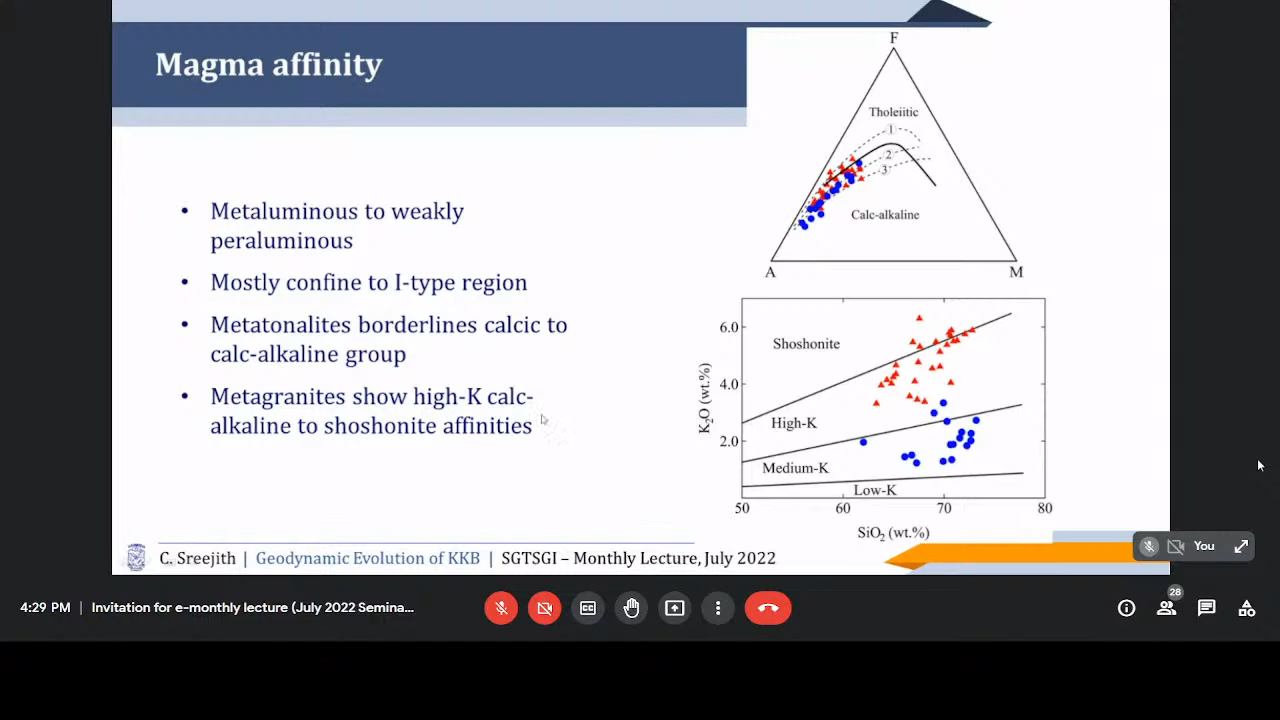 Magma affinity
• Metaluminous to weakly
peraluminous
• Mostly confine to I-type region
• Metatonalites borderlines calcic to
calc-alkaline group
• Metagranites show high-K calc-
alkaline to shoshonite affinities
F
Tholeiitic
1
2
3
Calc-alkaline
A
M
6.0
Shoshonite
4.0
K₂O (wt.%)
High-K
2.0
Medium-K
Low-K
50
60
70
80
SiO₂ (wt.%)
C. Sreejith | Geodynamic Evolution of KKB | SGTSGI – Monthly Lecture, July 2022
You
4:29 PM | Invitation for e-monthly lecture (July 2022 Semina...
CC
28